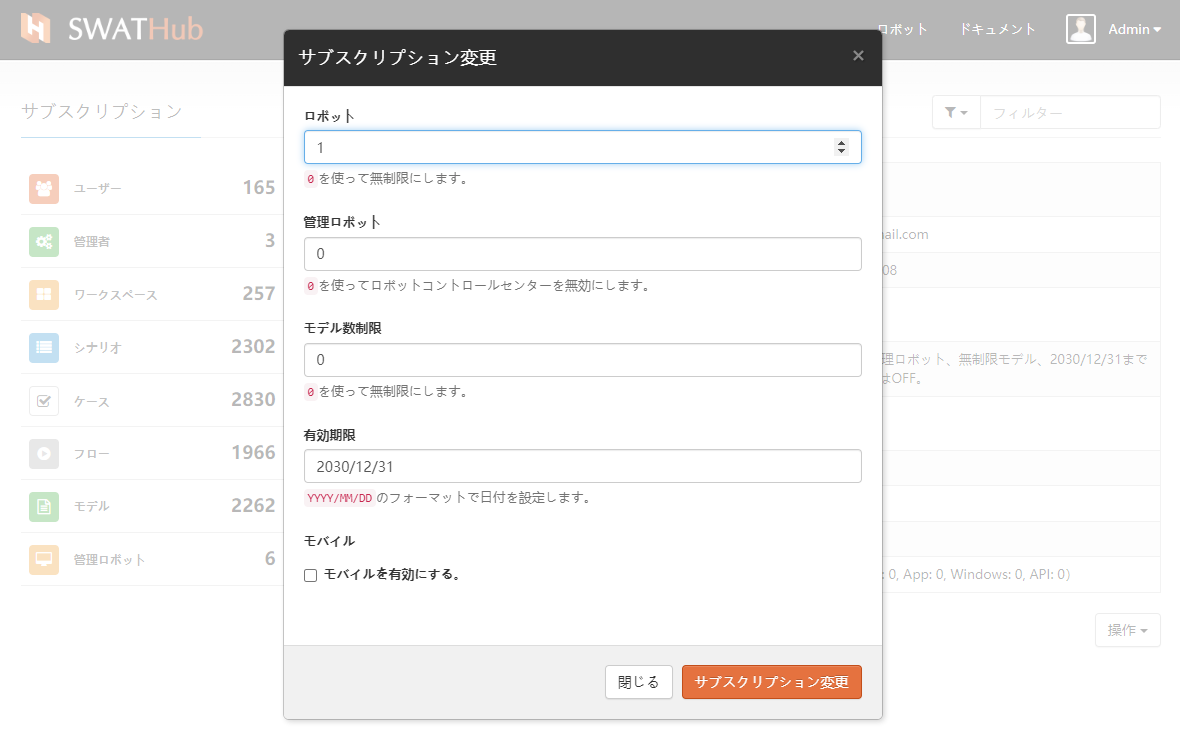 SWATHub
ロボット
ドキュメント
Admin
サブスクリプション変更
×
サブスクリプション
フィルター
ロボット
1
0 を使って無制限にします。
管理ロボット
0
0 を使ってロボットコントロールセンターを無効にします。
モデル数制限
0
0 を使って無制限にします。
有効期限
2030/12/31
YYYY/MM/DD のフォーマットで日付を設定します。
モバイル
モバイルを有効にする。
閉じる
サブスクリプション変更
ユーザー 165
管理者 3
ワークスペース 257
シナリオ 2302
ケース 2830
フロー 1966
モデル 2262
管理ロボット 6
ail.com
08
理ロボット、無制限モデル、2030/12/31まで
はOFF。
: 0, App: 0, Windows: 0, API: 0)
操作